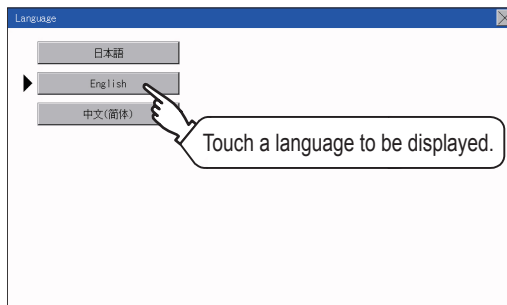 Language
日本語
English
中文(简体)
Touch a language to be displayed.